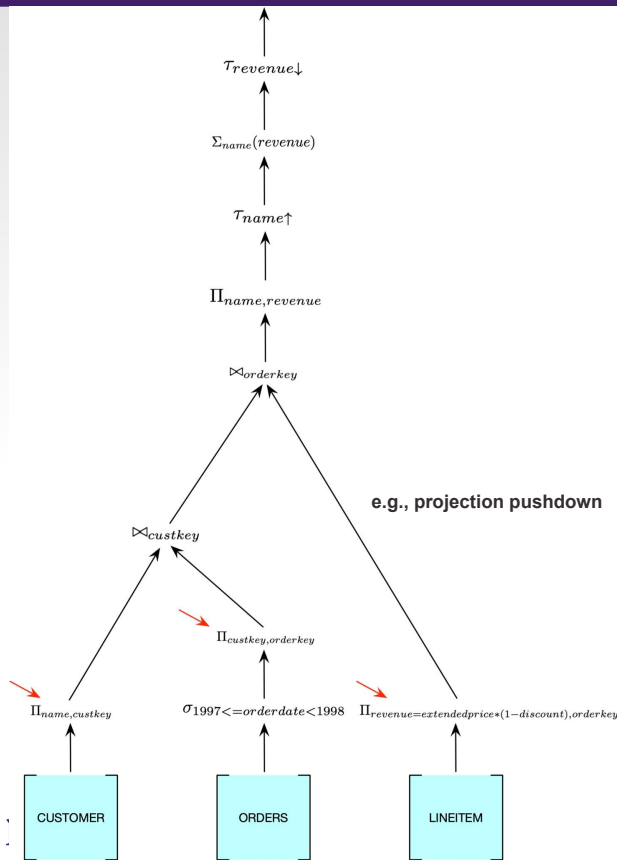 τrevenue↓
Σname(revenue)
τname↑
Πname,revenue
⋈orderkey
e.g., projection pushdown
⋈custkey
Πcustkey,orderkey
Πname,custkey
σ1997<=orderdate<1998
Πrevenue=extendedprice*(1−discount),orderkey
CUSTOMER
ORDERS
LINEITEM